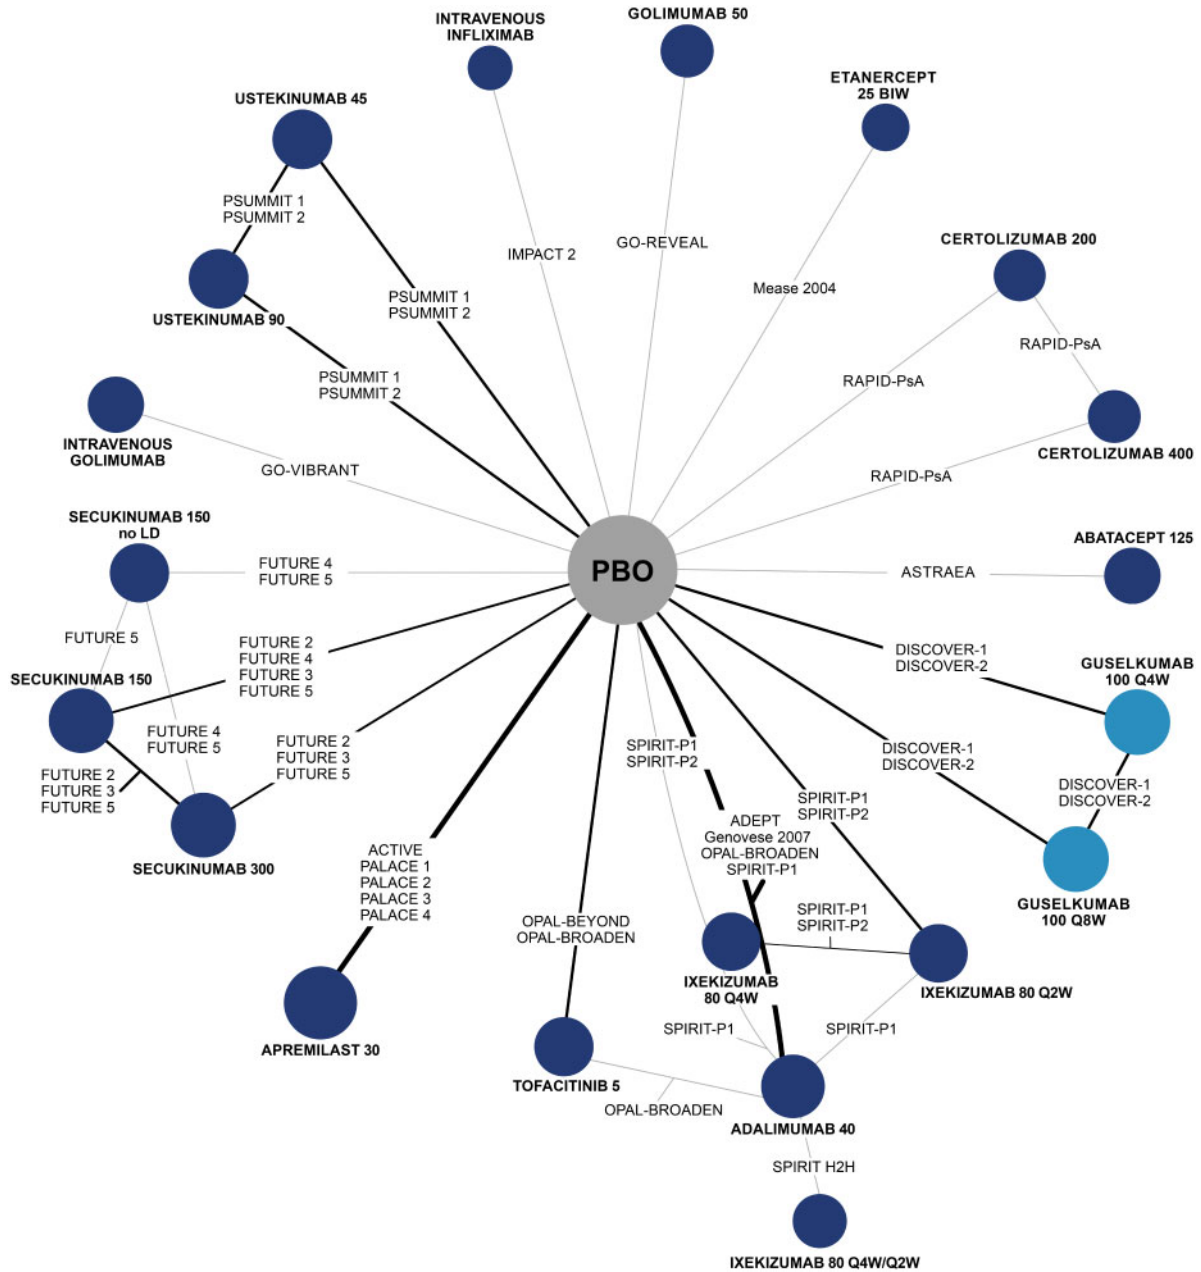 INTRAVENOUS
INFLIXIMAB
GOLIMUMAB 50
ETANERCEPT
25 BIW
USTEKINUMAB 45
PSUMMIT 1
PSUMMIT 2
IMPACT 2
GO-REVEAL
Mease 2004
CERTOLIZUMAB 200
USTEKINUMAB 90
PSUMMIT 1
PSUMMIT 2
RAPID-PsA
PSUMMIT 1
PSUMMIT 2
RAPID-PsA
INTRAVENOUS
GOLIMUMAB
GO-VIBRANT
RAPID-PsA
CERTOLIZUMAB 400
SECUKINUMAB 150
no LD
FUTURE 4
FUTURE 5
PBO
ASTRAEA
ABATACEPT 125
FUTURE 5
SECUKINUMAB 150
FUTURE 2
FUTURE 4
FUTURE 3
FUTURE 5
DISCOVER-1
DISCOVER-2
GUSELKUMAB
100 Q4W
FUTURE 4
FUTURE 5
FUTURE 2
FUTURE 3
FUTURE 5
FUTURE 2
FUTURE 3
FUTURE 5
SPIRIT-P1
SPIRIT-P2
DISCOVER-1
DISCOVER-2
DISCOVER-1
DISCOVER-2
SPIRIT-P1
SPIRIT-P2
SECUKINUMAB 300
ACTIVE
PALACE 1
PALACE 2
PALACE 3
PALACE 4
ADEPT
Genovese 2007
OPAL-BROADEN
SPIRIT-P1
OPAL-BEYOND
OPAL-BROADEN
SPIRIT-P1
SPIRIT-P2
GUSELKUMAB
100 Q8W
IXEKIZUMAB
80 Q4W
IXEKIZUMAB 80 Q2W
APREMILAST 30
SPIRIT-P1
SPIRIT-P1
TOFACITINIB 5
OPAL-BROADEN
ADALIMUMAB 40
SPIRIT H2H
IXEKIZUMAB 80 Q4W/Q2W